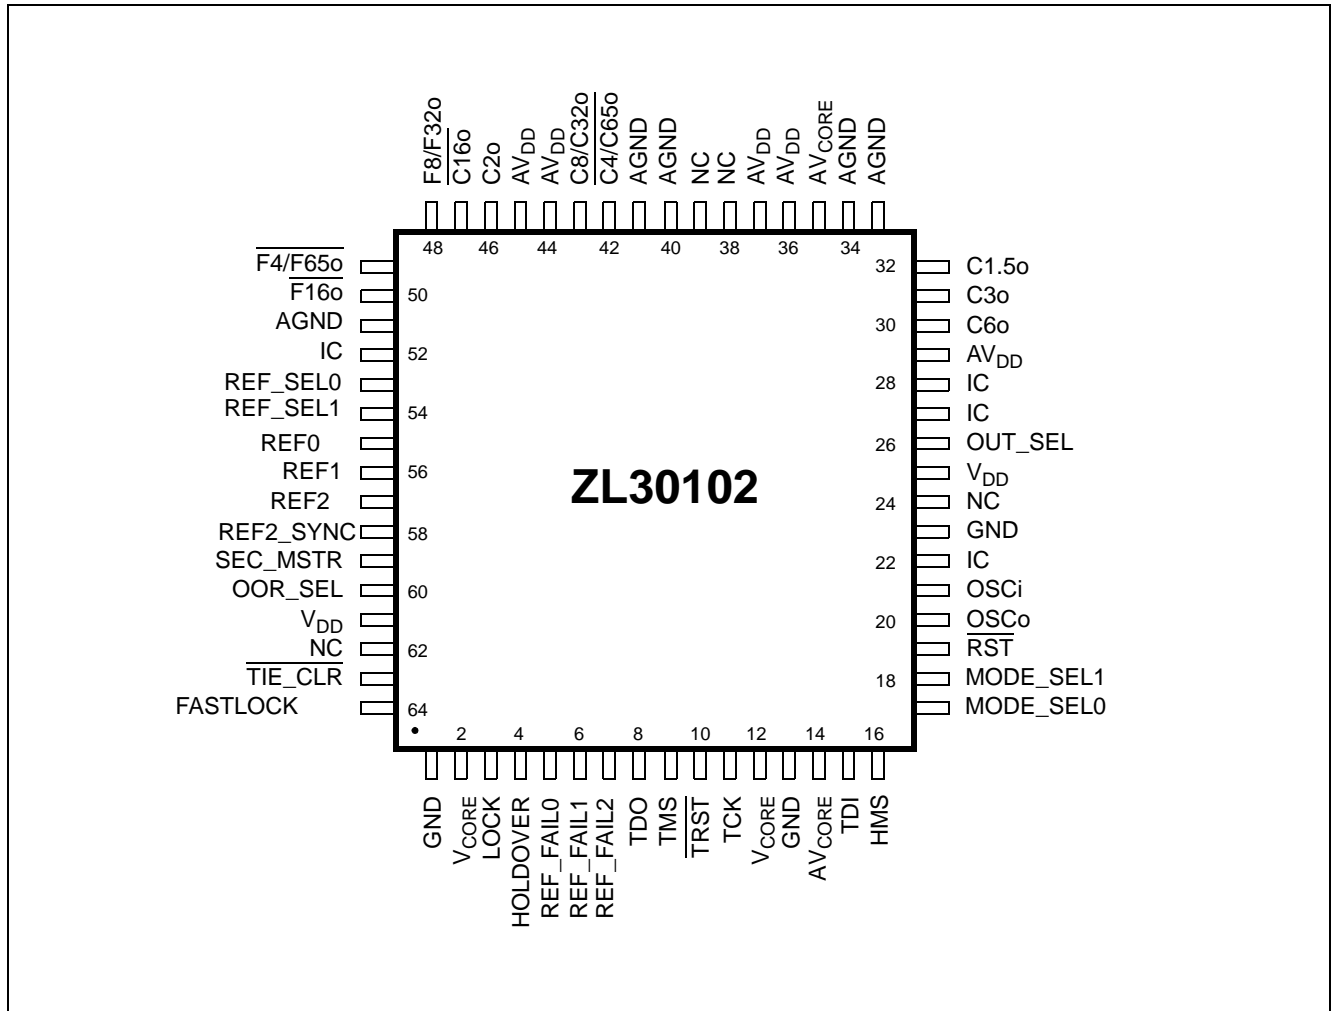 F8/F32o
C16o
C2o
AVDD
AVDD
C8/C32o
C4/C65o
AGND
AGND
NC
NC
AVDD
AVDD
AVCORE
AGND
AGND
48
46
44
42
40
38
36
34
F4/F65o
F16o
AGND
IC
REF_SEL0
REF_SEL1
REF0
REF1
REF2
REF2_SYNC
SEC_MSTR
OOR_SEL
VDD
NC
TIE_CLR
FASTLOCK
50
52
54
56
58
60
62
64
ZL30102
32
30
28
26
24
22
20
18
C1.5o
C3o
C6o
AVDD
IC
IC
OUT_SEL
VDD
NC
GND
IC
OSCi
OSCo
RST
MODE_SEL1
MODE_SEL0
2
4
6
8
10
12
14
16
GND
VCORE
LOCK
HOLDOVER
REF_FAIL0
REF_FAIL1
REF_FAIL2
TDO
TMS
TRST
TCK
VCORE
GND
AVCORE
TDI
HMS